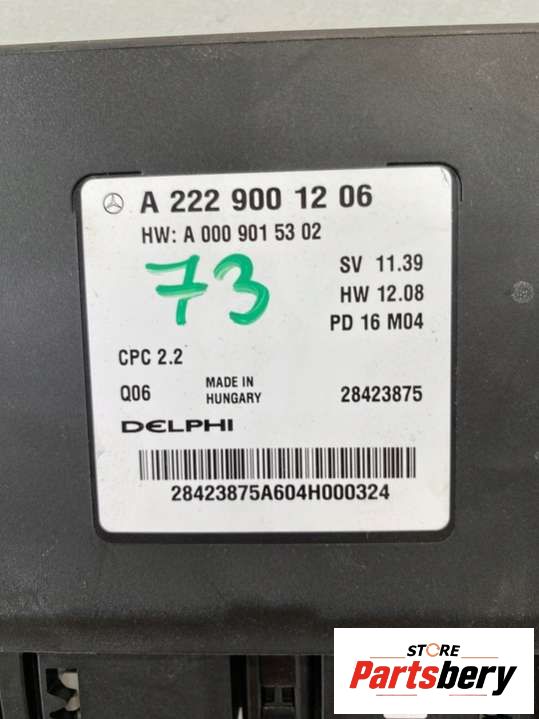 A 222 900 12 06
HW: A 000 901 53 02
73
SV 11.39
HW 12.08
PD 16 M04
CPC 2.2
Q06
MADE IN
HUNGARY
28423875
DELPHI
28423875A604H000324
STORE
Partsbery